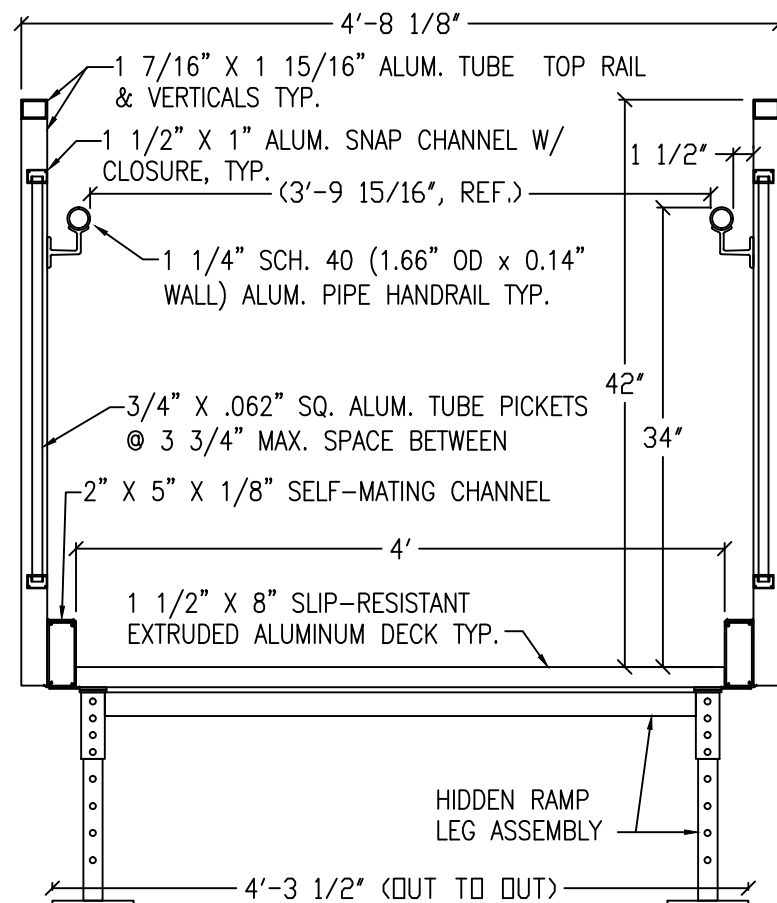 4'-8 1/8"
1 7/16" X 1 15/16" ALUM. TUBE TOP RAIL
& VERTICALS TYP.
1 1/2" X 1" ALUM. SNAP CHANNEL W/
CLOSURE, TYP.
1 1/2"
(3'-9 15/16", REF.)
1 1/4" SCH. 40 (1.66" OD x 0.14"
WALL) ALUM. PIPE HANDRAIL TYP.
42"
3/4" X .062" SQ. ALUM. TUBE PICKETS
@ 3 3/4" MAX. SPACE BETWEEN
34"
2" X 5" X 1/8" SELF-MATING CHANNEL
4'
1 1/2" X 8" SLIP-RESISTANT
EXTRUDED ALUMINUM DECK TYP.
HIDDEN RAMP
LEG ASSEMBLY
4'-3 1/2" (OUT TO OUT)